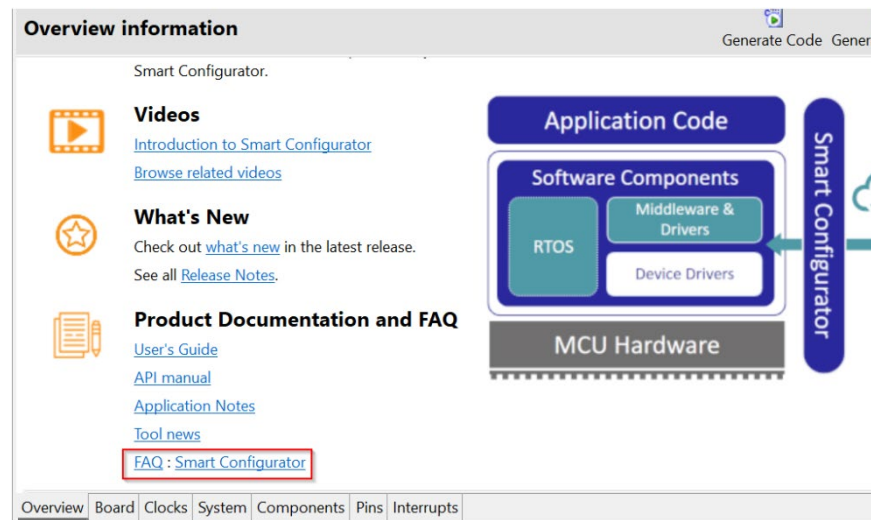 Overview information
Generate Code Gener
Smart Configurator.
Videos
Introduction to Smart Configurator
Browse related videos
What's New
Check out what's new in the latest release.
See all Release Notes.
Product Documentation and FAQ
User's Guide
API manual
Application Notes
Tool news
FAQ : Smart Configurator
Application Code
Software Components
RTOS
Middleware &
Drivers
Device Drivers
MCU Hardware
Smart Configurator
Overview Board Clocks System Components Pins Interrupts